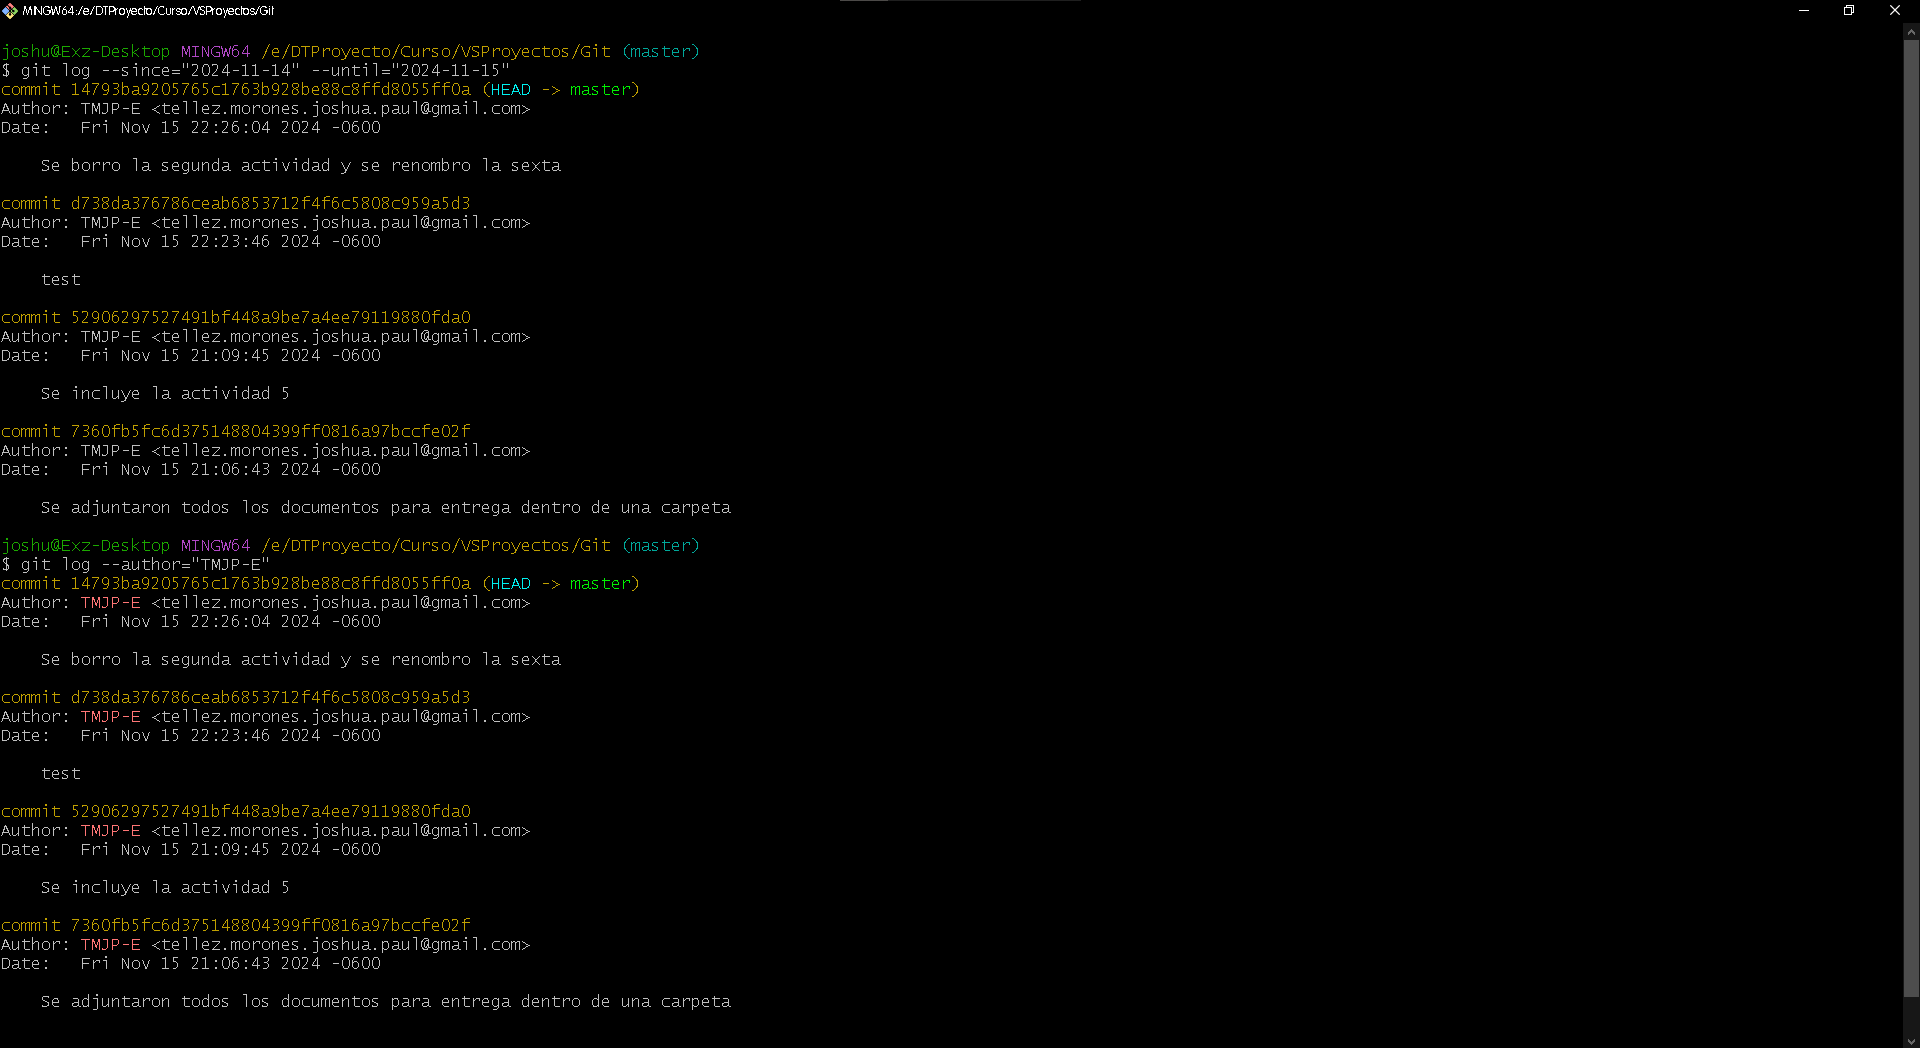 MINGW64:/e/DTProyecto/Curso/VSProyectos/Git
joshu@Exz-Desktop MINGW64 /e/DTProyecto/Curso/VSProyectos/Git (master)
$ git log --since="2024-11-14" --until="2024-11-15"
commit 14793ba9205765c1763b928be88c8ffd8055ff0a (HEAD -> master)
Author: TMJP-E <tellez.morones.joshua.paul@gmail.com>
Date:   Fri Nov 15 22:26:04 2024 -0600
    Se borro la segunda actividad y se renombro la sexta
commit d738da376786ceab6853712f4f6c5808c959a5d3
Author: TMJP-E <tellez.morones.joshua.paul@gmail.com>
Date:   Fri Nov 15 22:23:46 2024 -0600
    test
commit 52906297527491bf448a9be7a4ee79119880fda0
Author: TMJP-E <tellez.morones.joshua.paul@gmail.com>
Date:   Fri Nov 15 21:09:45 2024 -0600
    Se incluye la actividad 5
commit 7360fb5fc6d375148804399ff0816a97bccfe02f
Author: TMJP-E <tellez.morones.joshua.paul@gmail.com>
Date:   Fri Nov 15 21:06:43 2024 -0600
    Se adjuntaron todos los documentos para entrega dentro de una carpeta
joshu@Exz-Desktop MINGW64 /e/DTProyecto/Curso/VSProyectos/Git (master)
$ git log --author="TMJP-E"
commit 14793ba9205765c1763b928be88c8ffd8055ff0a (HEAD -> master)
Author: TMJP-E <tellez.morones.joshua.paul@gmail.com>
Date:   Fri Nov 15 22:26:04 2024 -0600
    Se borro la segunda actividad y se renombro la sexta
commit d738da376786ceab6853712f4f6c5808c959a5d3
Author: TMJP-E <tellez.morones.joshua.paul@gmail.com>
Date:   Fri Nov 15 22:23:46 2024 -0600
    test
commit 52906297527491bf448a9be7a4ee79119880fda0
Author: TMJP-E <tellez.morones.joshua.paul@gmail.com>
Date:   Fri Nov 15 21:09:45 2024 -0600
    Se incluye la actividad 5
commit 7360fb5fc6d375148804399ff0816a97bccfe02f
Author: TMJP-E <tellez.morones.joshua.paul@gmail.com>
Date:   Fri Nov 15 21:06:43 2024 -0600
    Se adjuntaron todos los documentos para entrega dentro de una carpeta